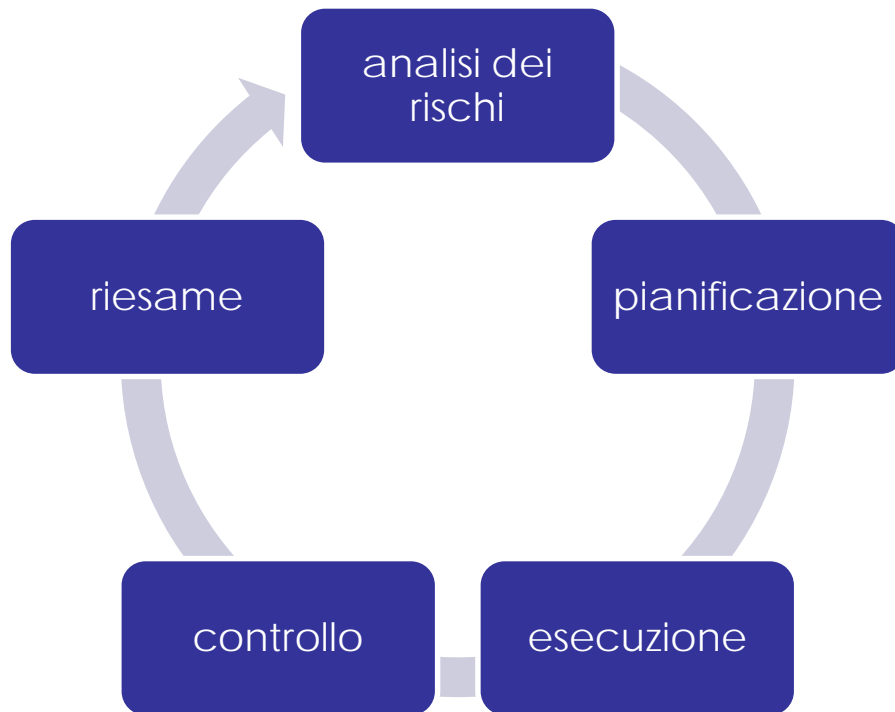 analisi dei
rischi
pianificazione
esecuzione
controllo
riesame